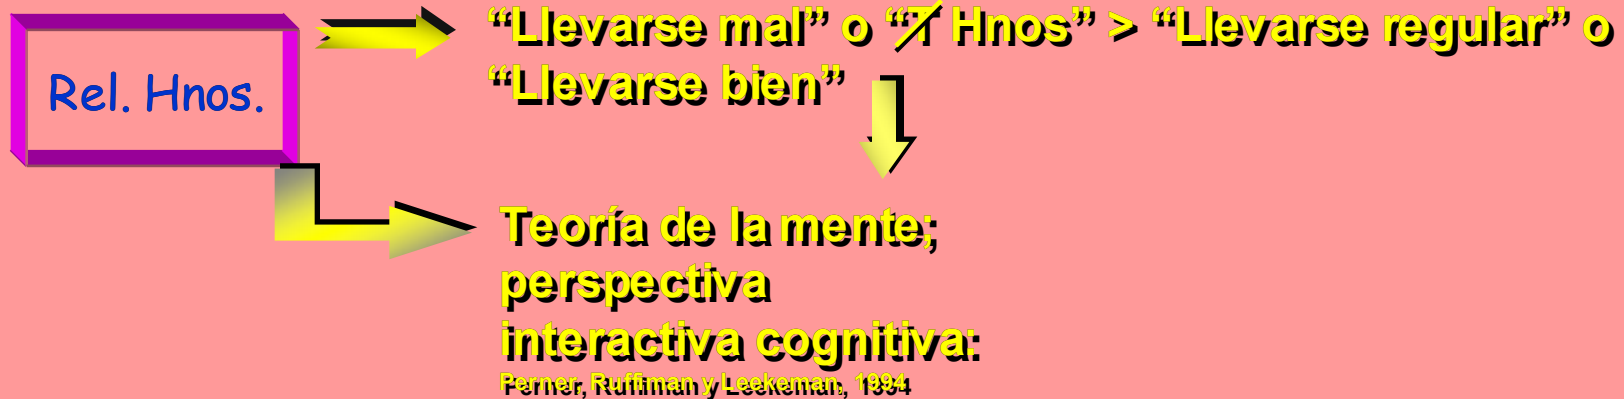 Rel. Hnos.
“Llevarse mal” o “T Hnos” > “Llevarse regular” o
“Llevarse bien”
Teoría de la mente;
perspectiva
interactiva cognitiva:
Perner, Ruffiman y Leekeman, 1994